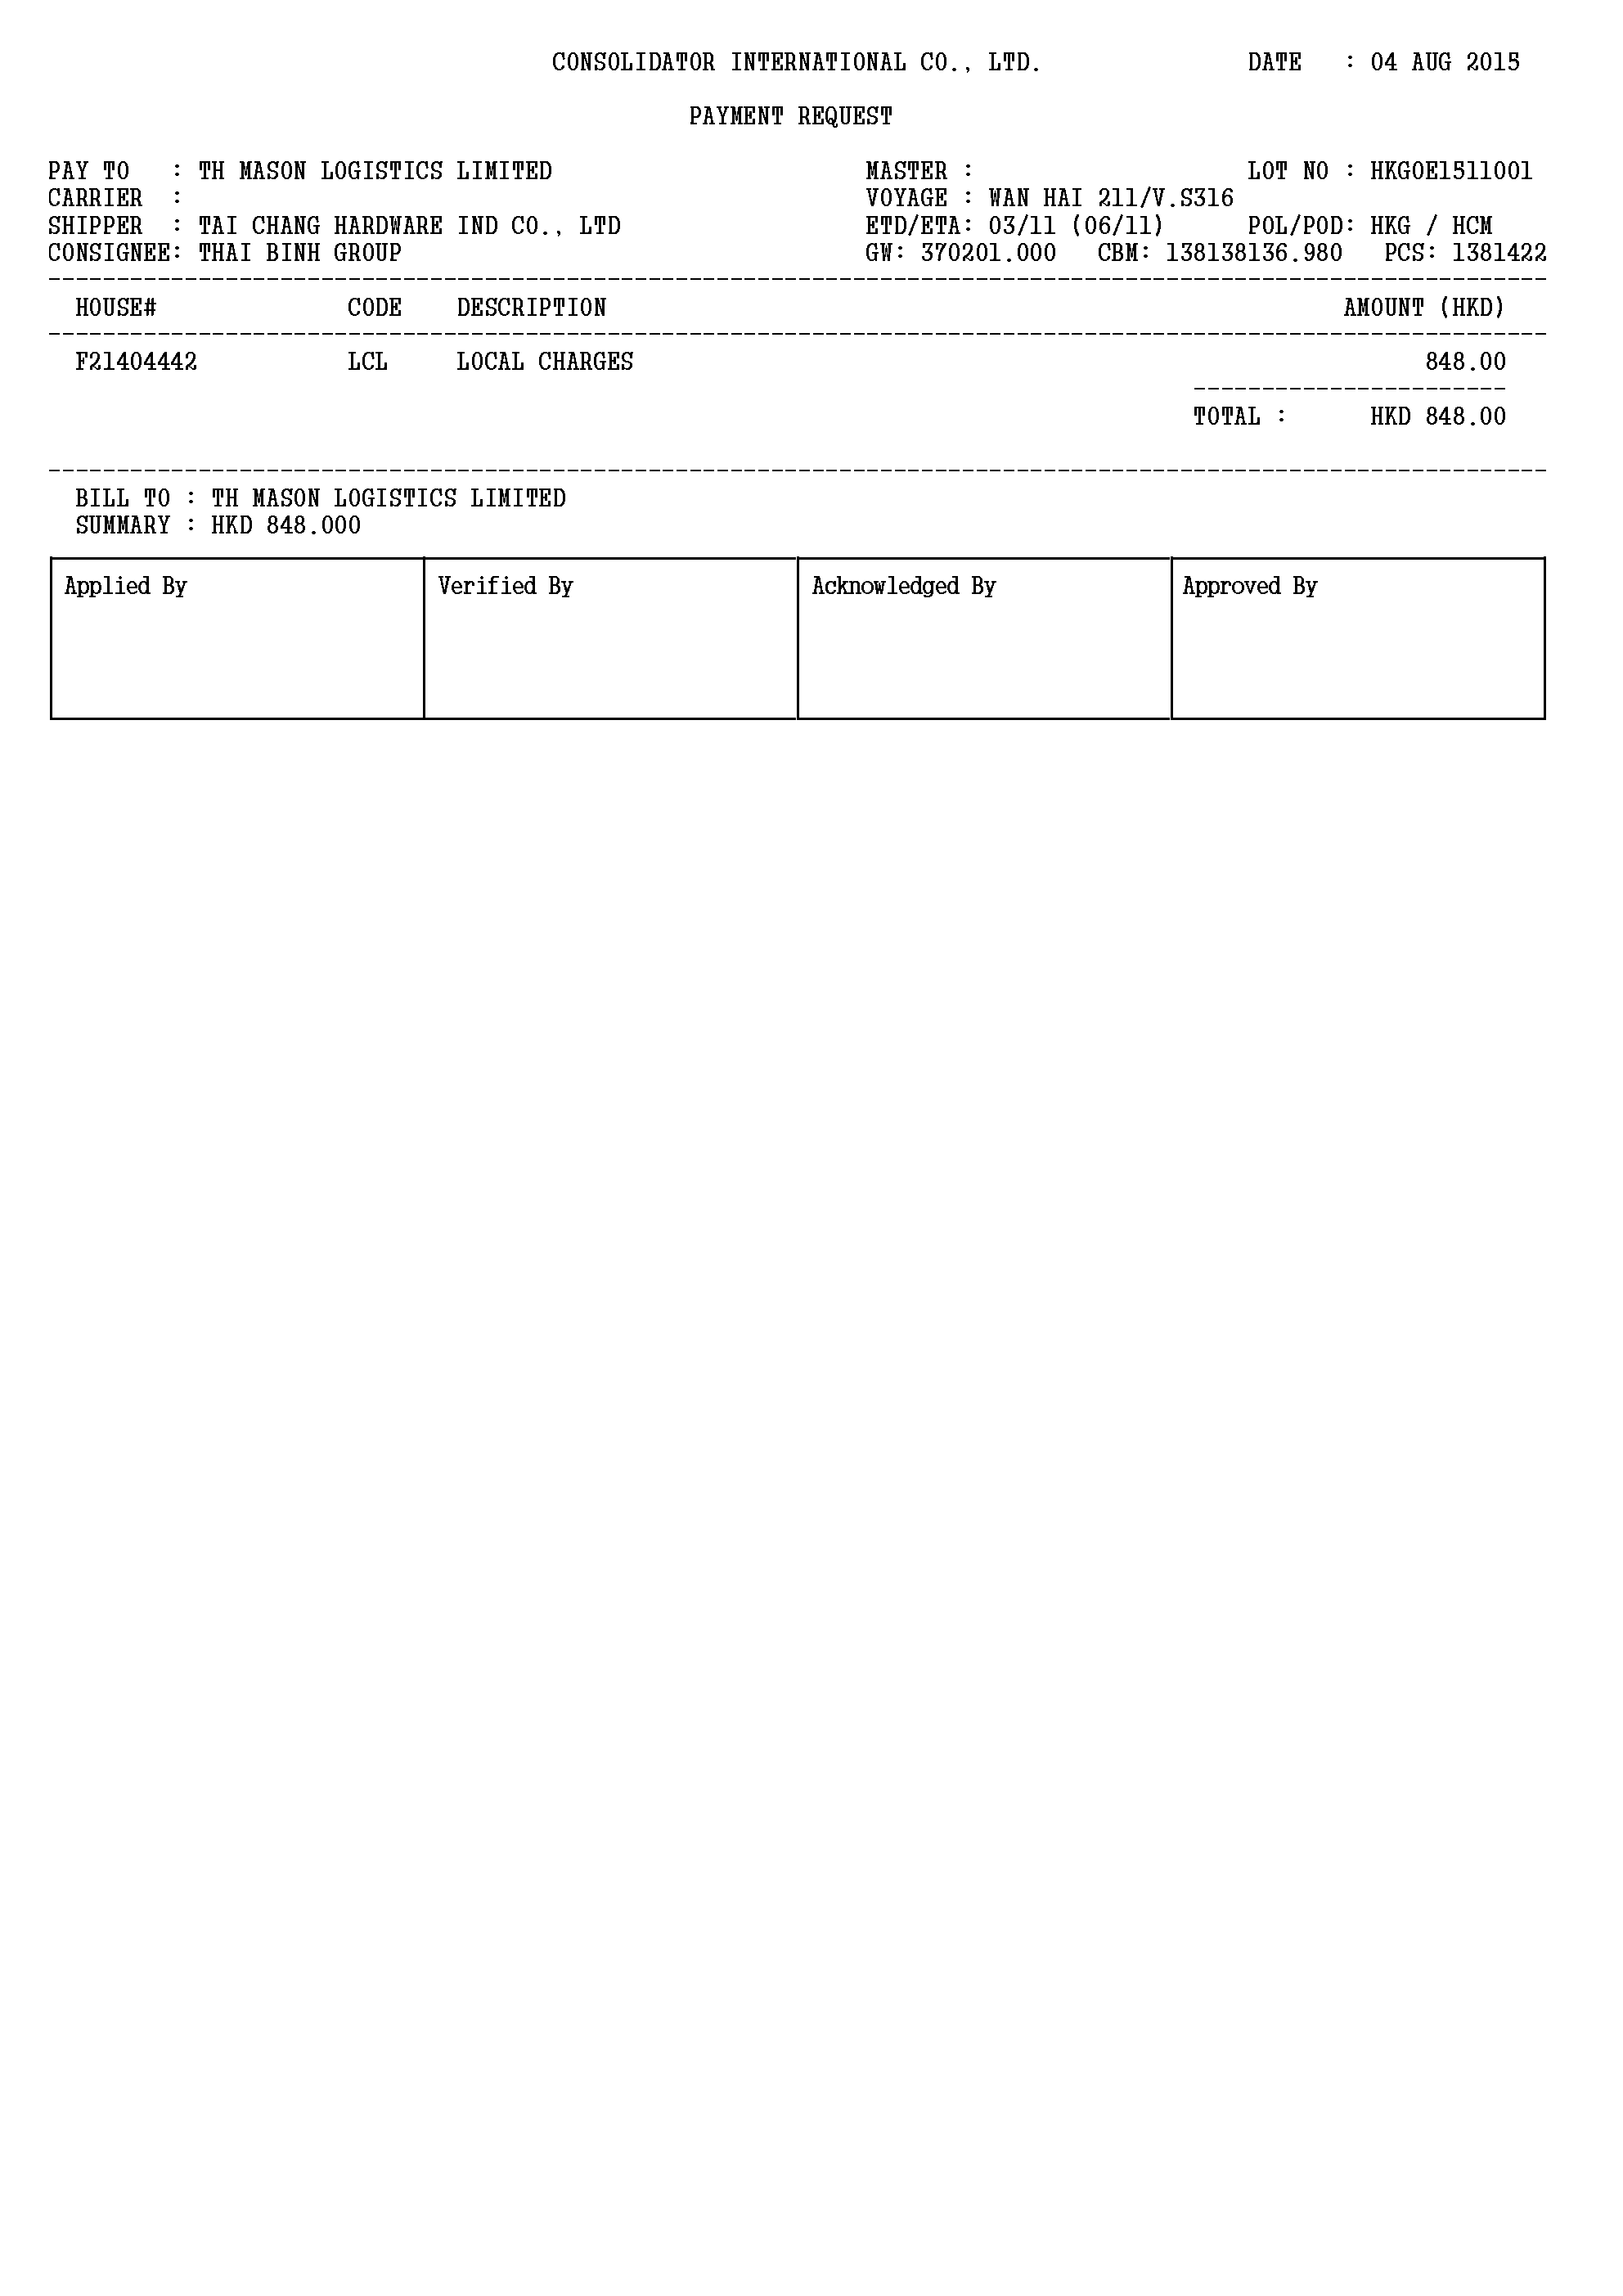 CONSOLIDATOR INTERNATIONAL CO., LTD. DATE : 04 AUG 2015
PAYMENT REQUEST
PAY TO : TH MASON LOGISTICS LIMITED MASTER : LOT NO : HKGOE1511001
CARRIER : VOYAGE : WAN HAI 211/V.S316
SHIPPER : TAI CHANG HARDWARE IND CO., LTD ETD/ETA: 03/11 (06/11) POL/POD: HKG / HCM
CONSIGNEE: THAI BINH GROUP GW: 370201.000 CBM: 138138136.980 PCS: 1381422
HOUSE# CODE DESCRIPTION AMOUNT (HKD)
F21404442 LCL LOCAL CHARGES 848.00
TOTAL : HKD 848.00
BILL TO : TH MASON LOGISTICS LIMITED
SUMMARY : HKD 848.000
Applied By Verified By Acknowledged By Approved By